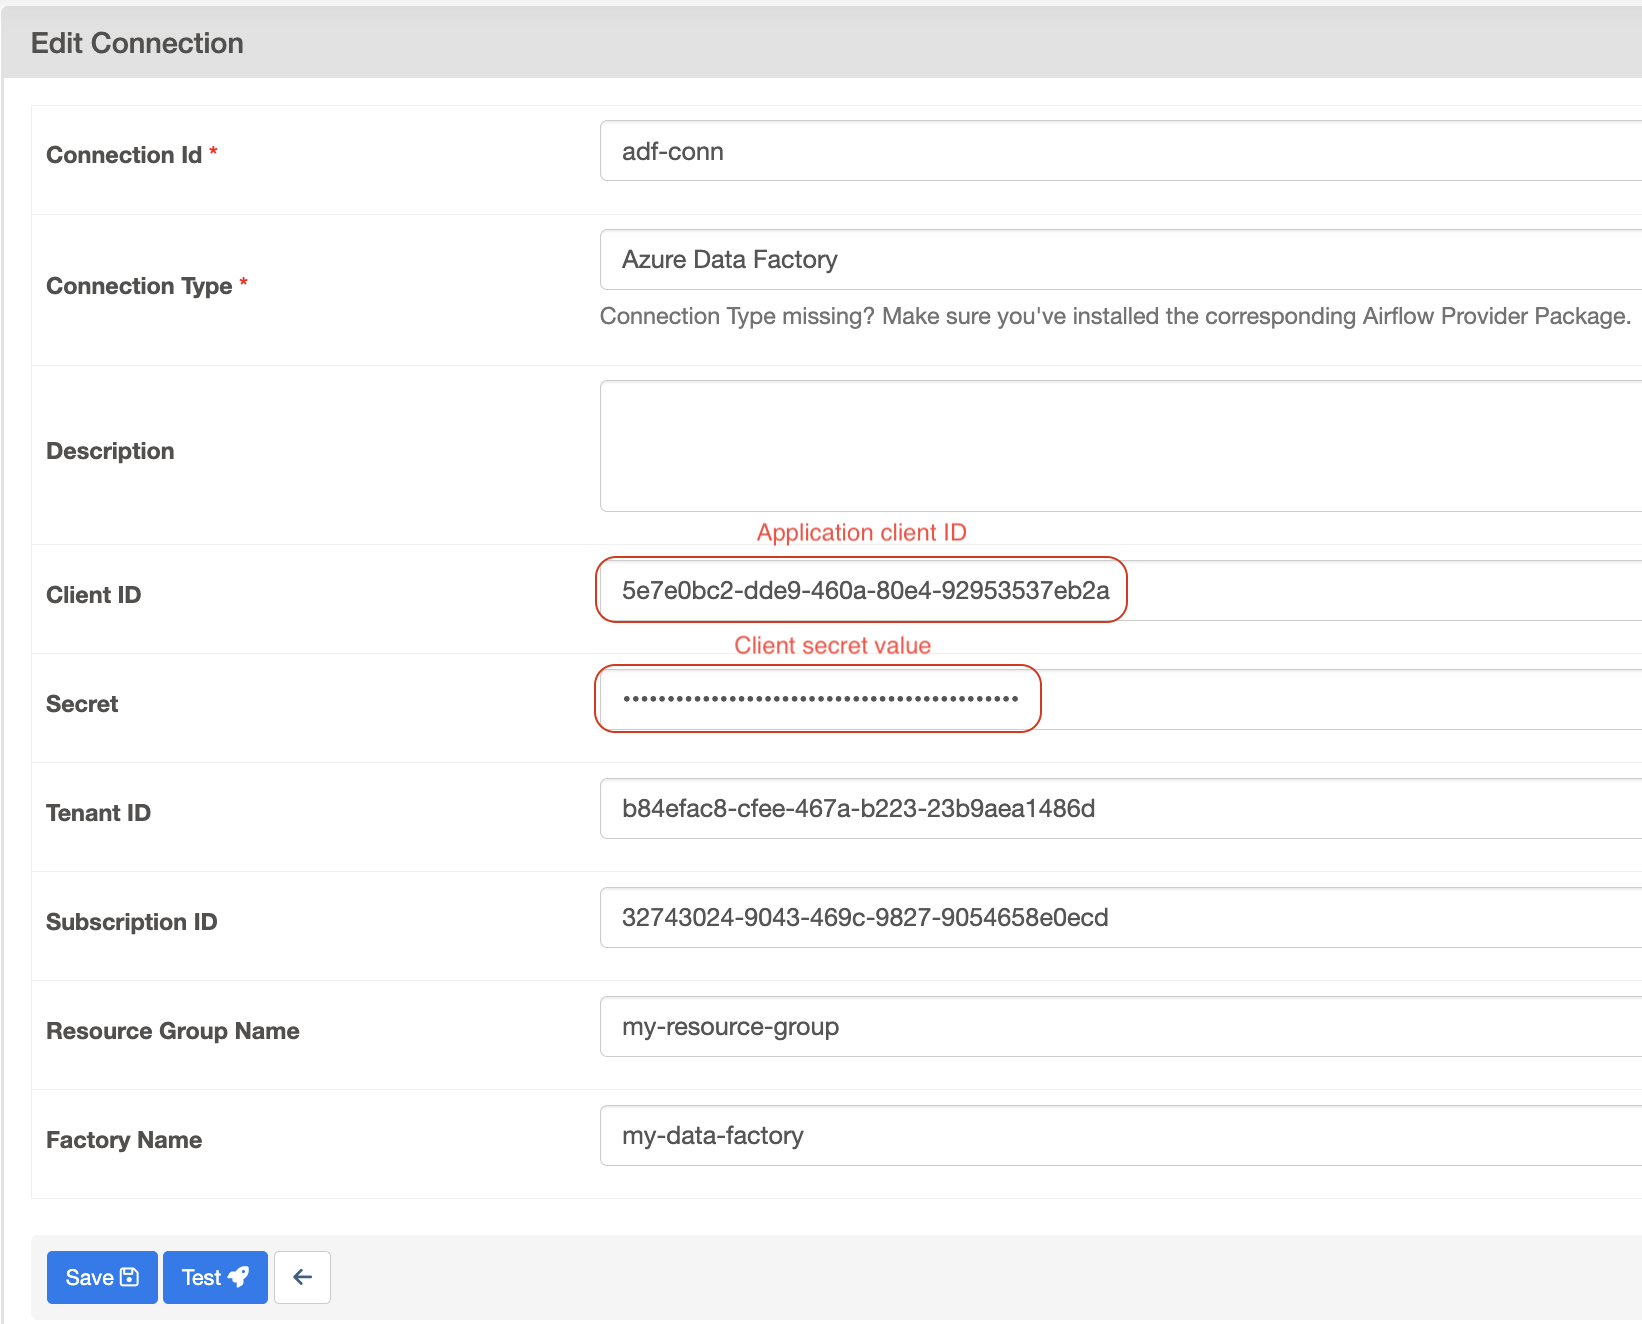 Edit Connection
Connection Id *
adf-conn
Connection Type *
Azure Data Factory
Connection Type missing? Make sure you've installed the corresponding Airflow Provider Package.
Description
Application client ID
Client ID
5e7e0bc2-dde9-460a-80e4-92953537eb2a
Client secret value
Secret
•••••••••••••••••••••••••••••••••••••••••••••
Tenant ID
b84efac8-cfee-467a-b223-23b9aea1486d
Subscription ID
32743024-9043-469c-9827-9054658e0ecd
Resource Group Name
my-resource-group
Factory Name
my-data-factory
Save
Test